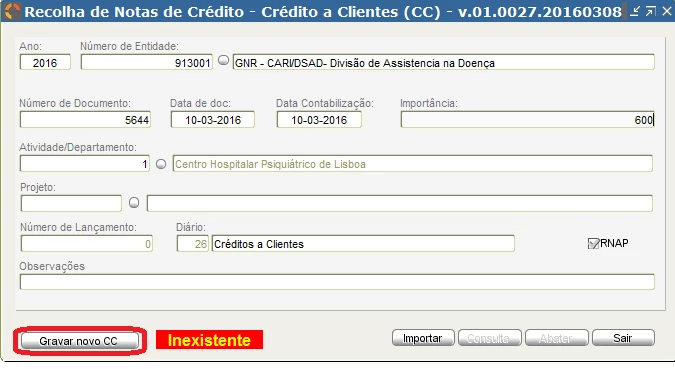 Recolha de Notas de Crédito - Crédito a Clientes (CC) - v.01.0027.20160308
Ano: Número de Entidade:
2016 913001 GNR - CARI/DSAD- Divisão de Assistencia na Doença
Número de Documento: Data de doc: Data Contabilização: Importância:
5644 10-03-2016 10-03-2016 600
Atividade/Departamento:
1 Centro Hospitalar Psiquiátrico de Lisboa
Projeto:
Número de Lançamento: Diário:
0 26 Créditos a Clientes RNAP
Observações
Gravar novo CC Inexistente Importar Consulta Abater Sair